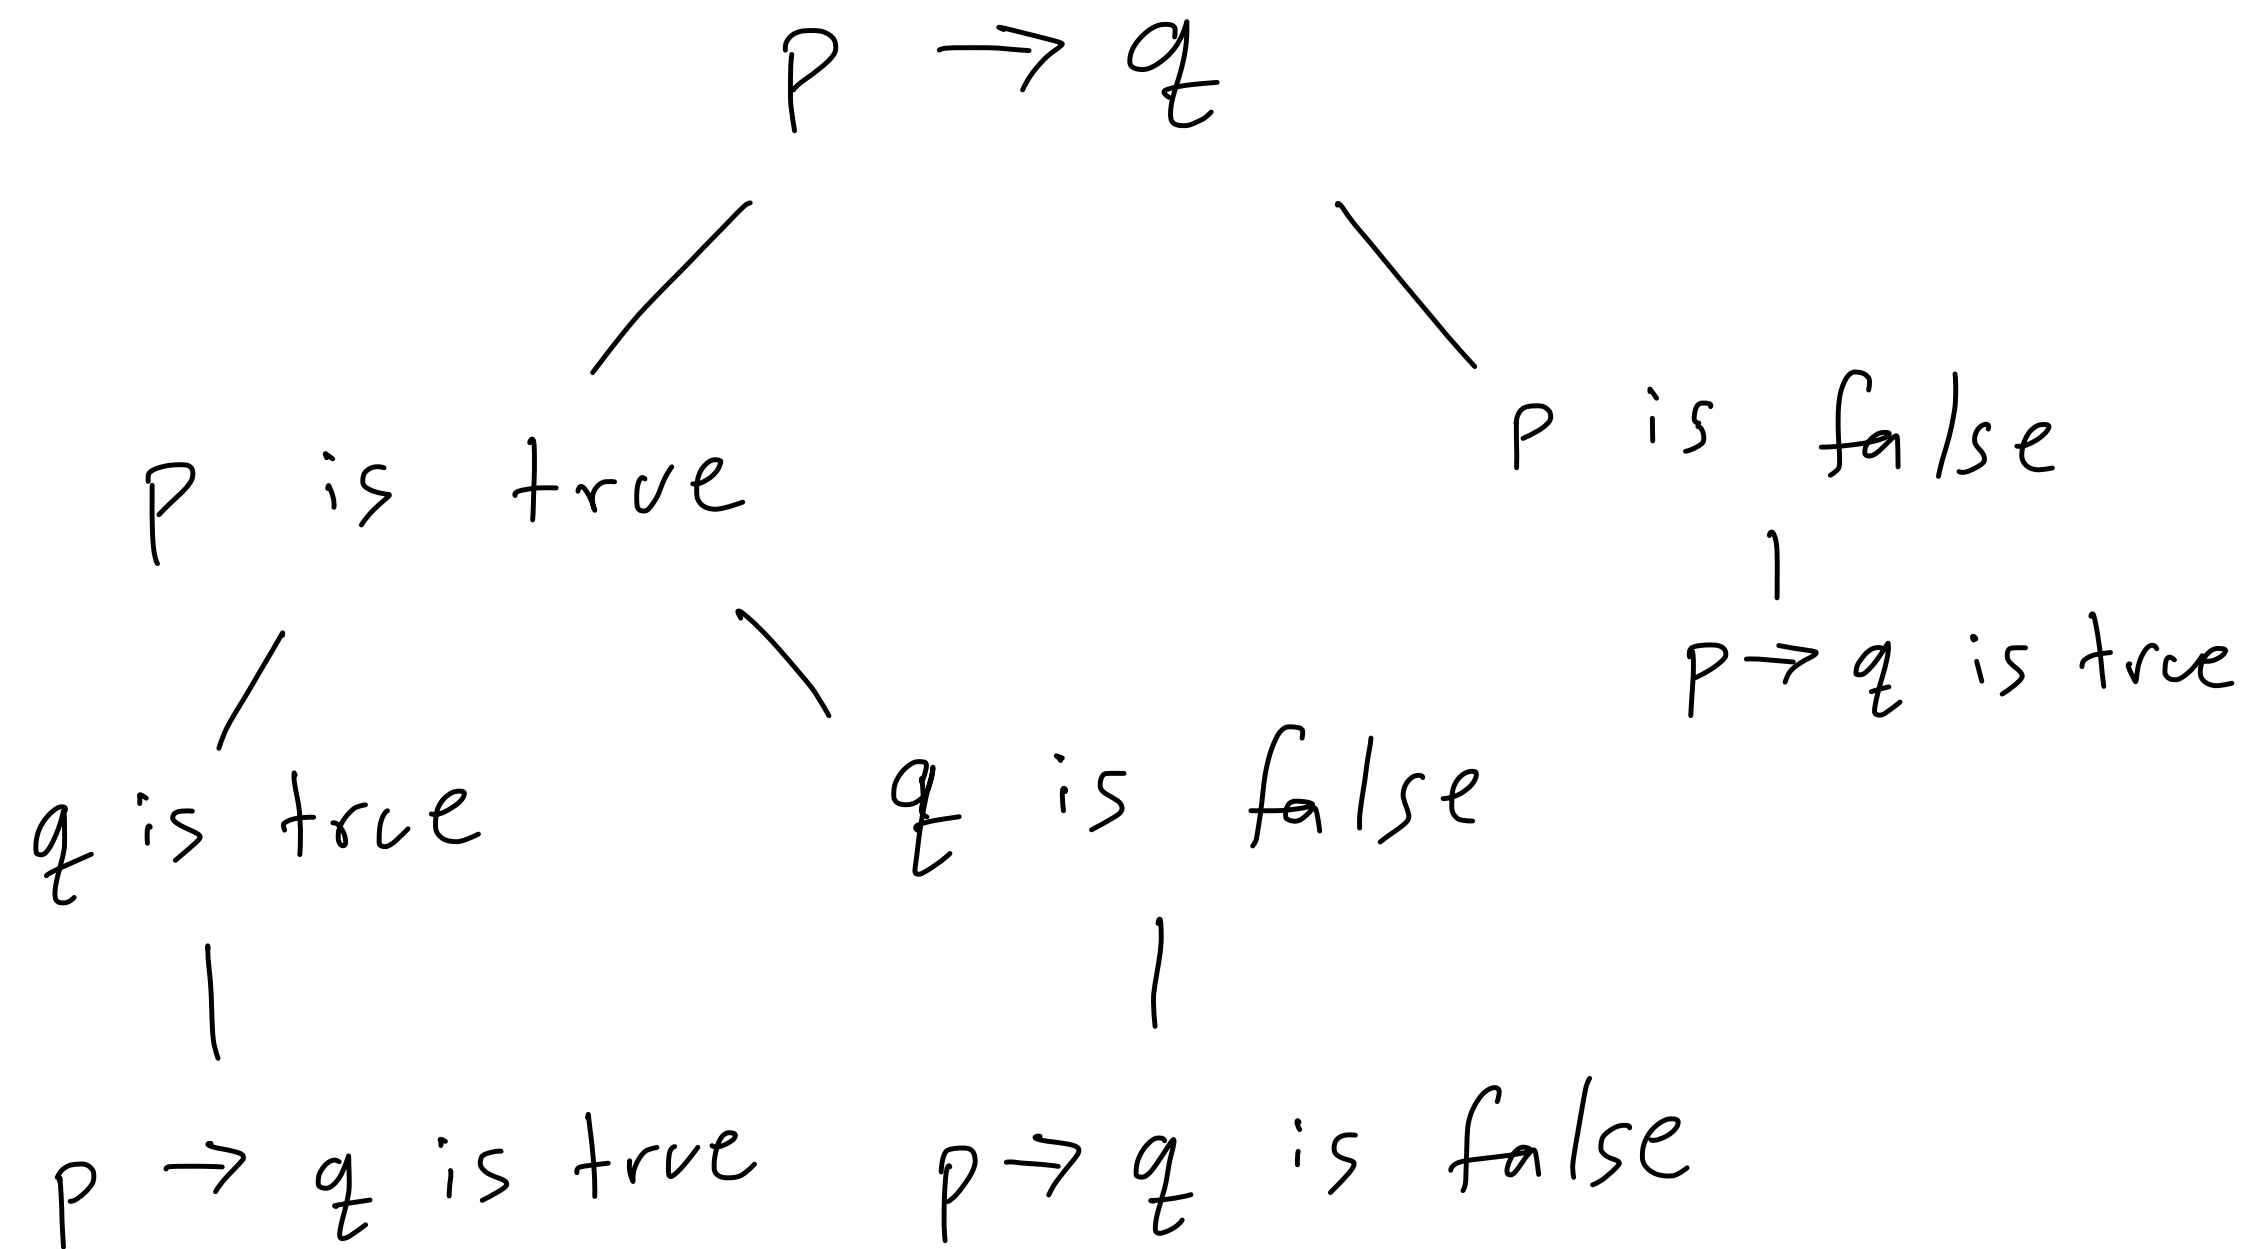 p → q
p is true
p is false
p → q is true
q is true
q is false
p → q is true
p → q is false